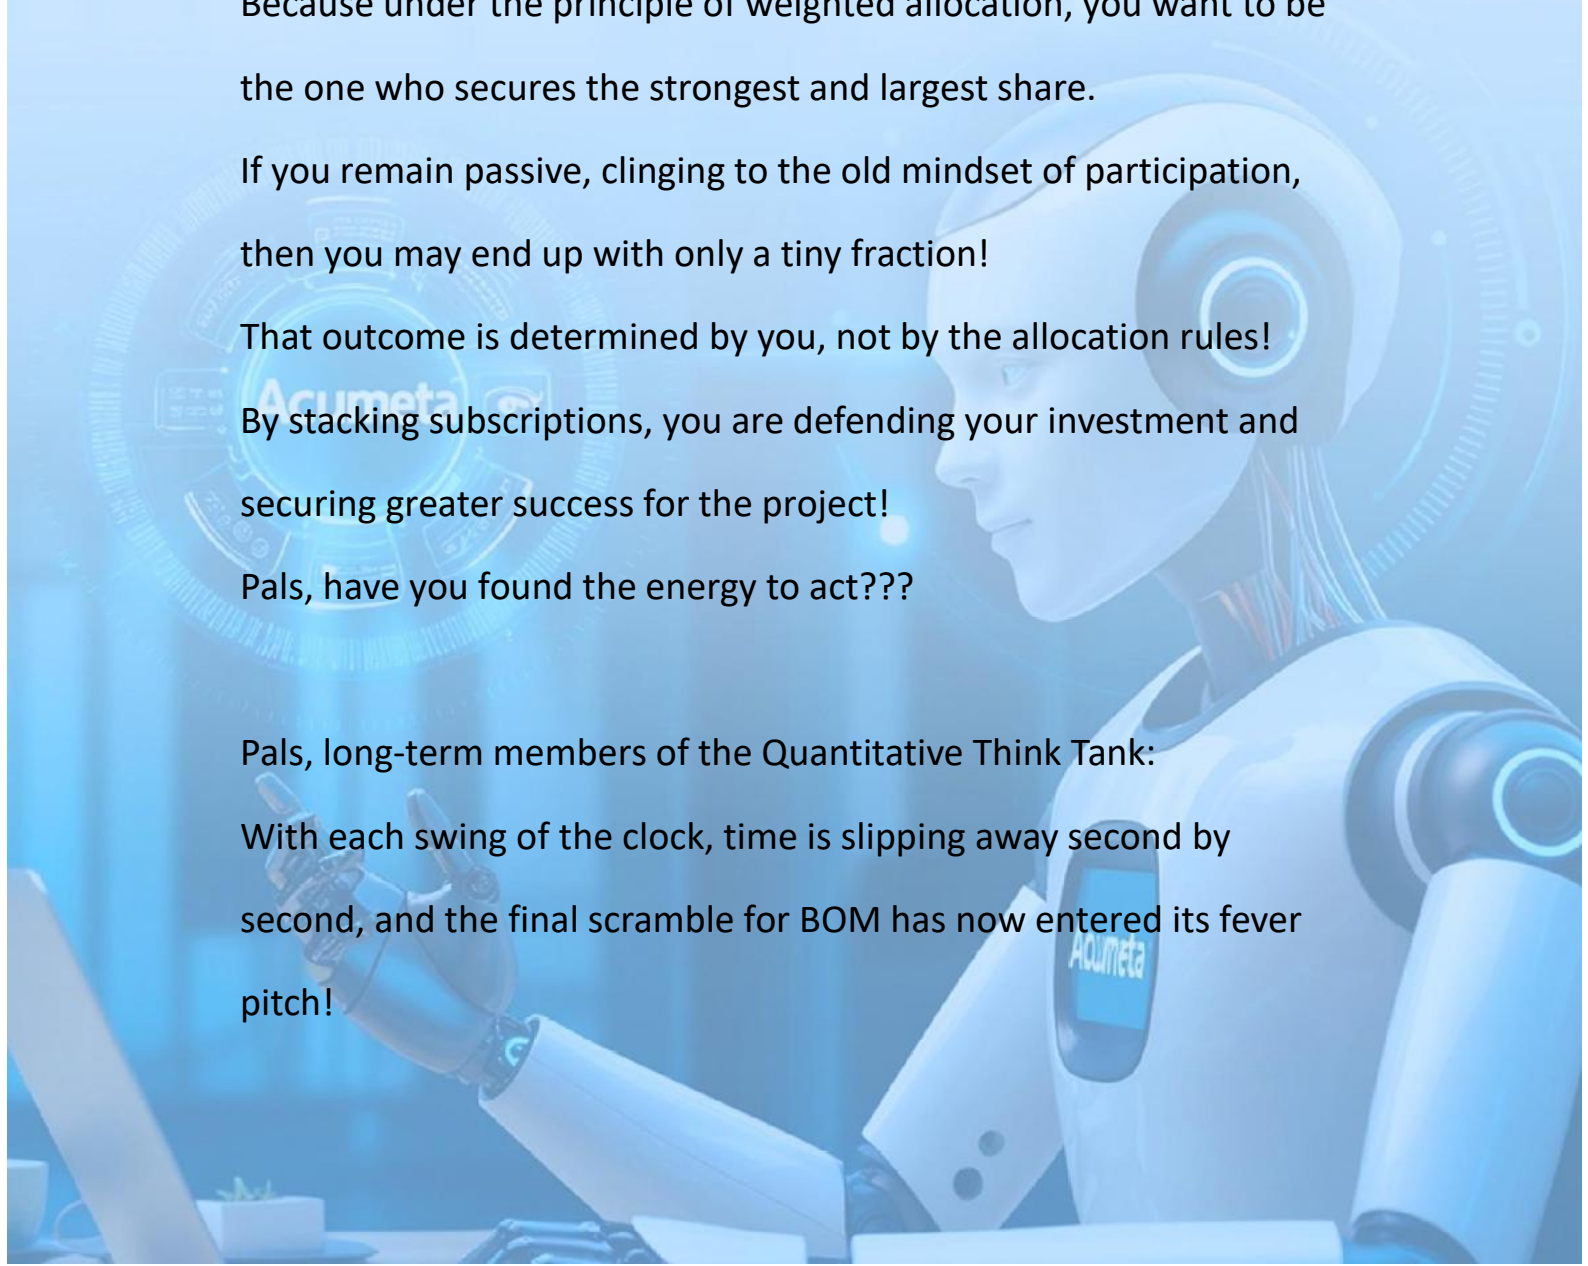 Because under the principle of weighted allocation, you want to be
the one who secures the strongest and largest share.
If you remain passive, clinging to the old mindset of participation,
then you may end up with only a tiny fraction!
That outcome is determined by you, not by the allocation rules!
Acumeta
By stacking subscriptions, you are defending your investment and
securing greater success for the project!
Pals, have you found the energy to act???
Pals, long-term members of the Quantitative Think Tank:
With each swing of the clock, time is slipping away second by
second, and the final scramble for BOM has now entered its fever
Acumeta
pitch!